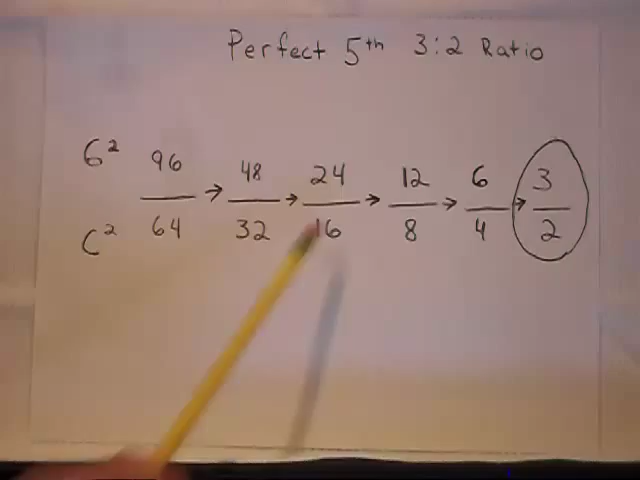 Perfect 5th 3:2 Ratio
G² 96 → 48 → 24 → 12 → 6 → 3
C² 64 32 16 8 4 2